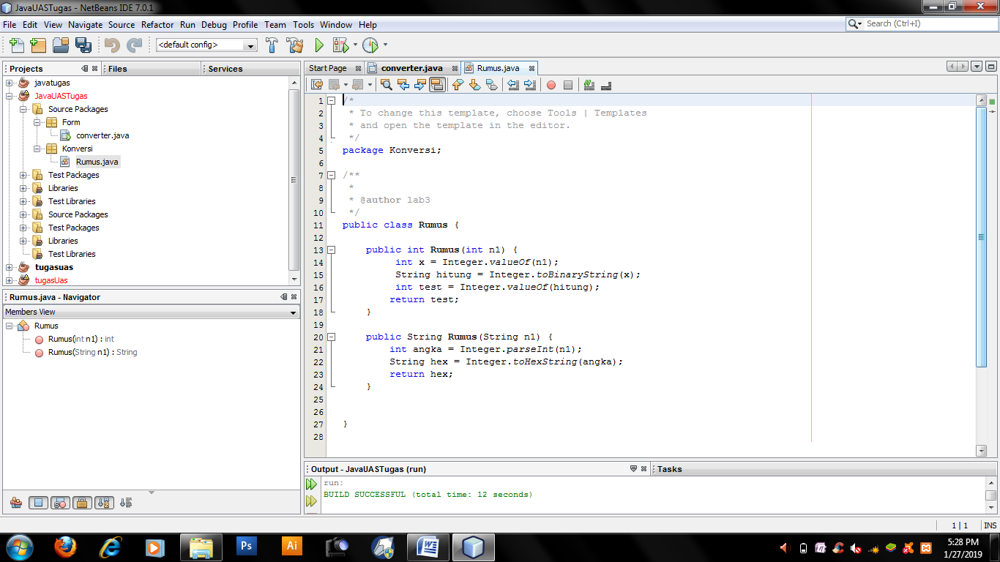 JavaUASTugas - NetBeans IDE 7.0.1
File Edit View Navigate Source Refactor Run Debug Profile Team Tools Window Help
Search (Ctrl+I)
<default config>
Projects Files Services
javatugas
JavaUASTugas
Source Packages
Form
converter.java
Konversi
Rumus.java
Test Packages
Libraries
Test Libraries
Source Packages
Test Packages
Libraries
Test Libraries
tugasuas
tugasUas
Rumus.java - Navigator
Members View
Rumus
Rumus(int n1) : int
Rumus(String n1) : String
Start Page converter.java Rumus.java
1 /*
2 * To change this template, choose Tools | Templates
3 * and open the template in the editor.
4 */
5 package Konversi;
6
7 /**
8 *
9 * @author lab3
10 */
11 public class Rumus {
12
13 public int Rumus(int n1) {
14 int x = Integer.valueOf(n1);
15 String hitung = Integer.toBinaryString(x);
16 int test = Integer.valueOf(hitung);
17 return test;
18 }
19
20 public String Rumus(String n1) {
21 int angka = Integer.parseInt(n1);
22 String hex = Integer.toHexString(angka);
23 return hex;
24 }
25
26
27 }
28
Output - JavaUASTugas (run) Tasks
run:
BUILD SUCCESSFUL (total time: 12 seconds)
1 | 1 INS
Ps
Ai
W
5:28 PM
1/27/2019